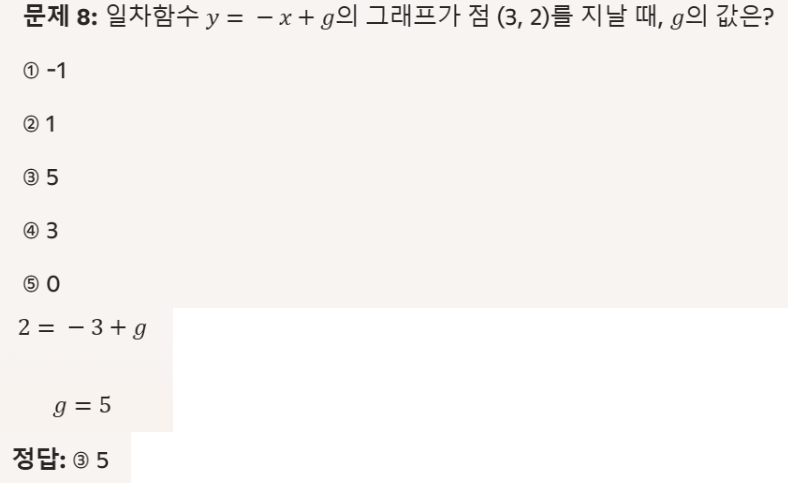 문제 8: 일차함수 y = − x + g의 그래프가 점 (3, 2)를 지날 때, g의 값은?
① -1
② 1
③ 5
④ 3
⑤ 0
2 = − 3 + g
g = 5
정답: ③ 5